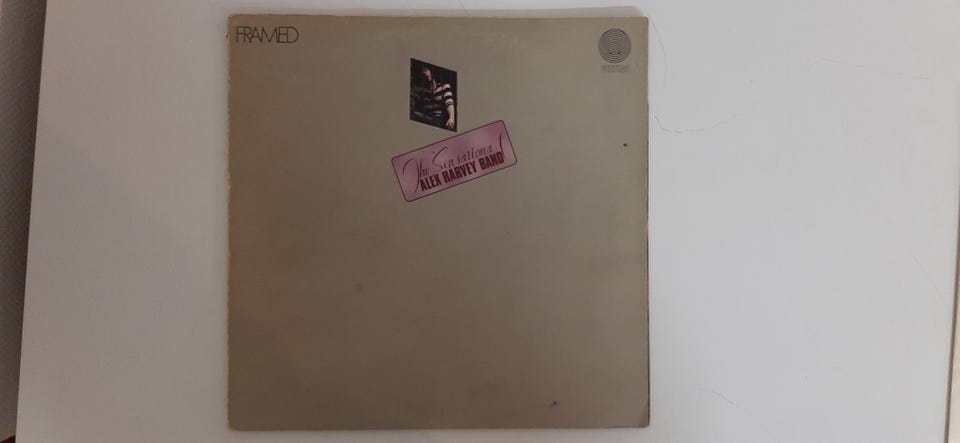 FRAMED
The Sensational
ALEX HARVEY BAND